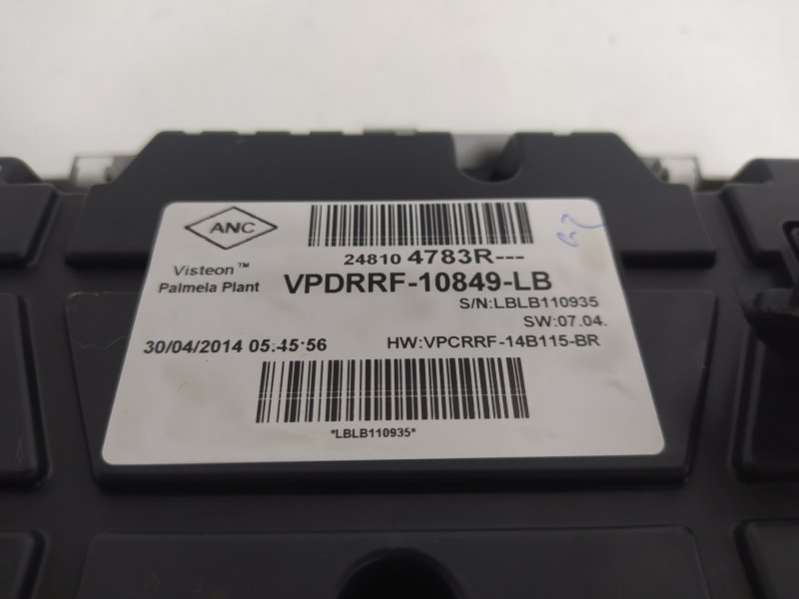 ANC
24810 4783R---
Visteon™
Palmela Plant
VPDRRF-10849-LB
S/N:LBLB110935
SW:07.04.
30/04/2014 05:45:56
HW:VPCRRF-14B115-BR
*LBLB110935*